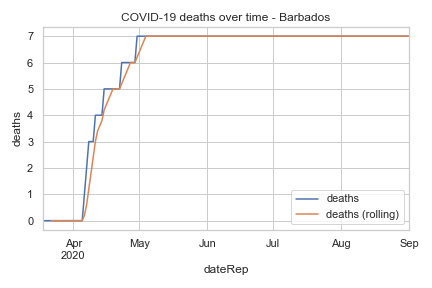 COVID-19 deaths over time - Barbados
7
6
5
4
3
2
1
0
deaths
deaths
deaths (rolling)
Apr
2020
May
Jun
Jul
Aug
Sep
dateRep